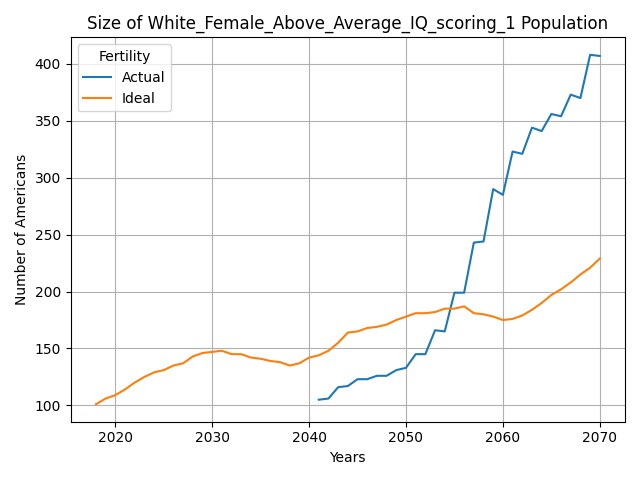 Size of White_Female_Above_Average_IQ_scoring_1 Population
Fertility
Actual
Ideal
Number of Americans
400
350
300
250
200
150
100
2020
2030
2040
2050
2060
2070
Years